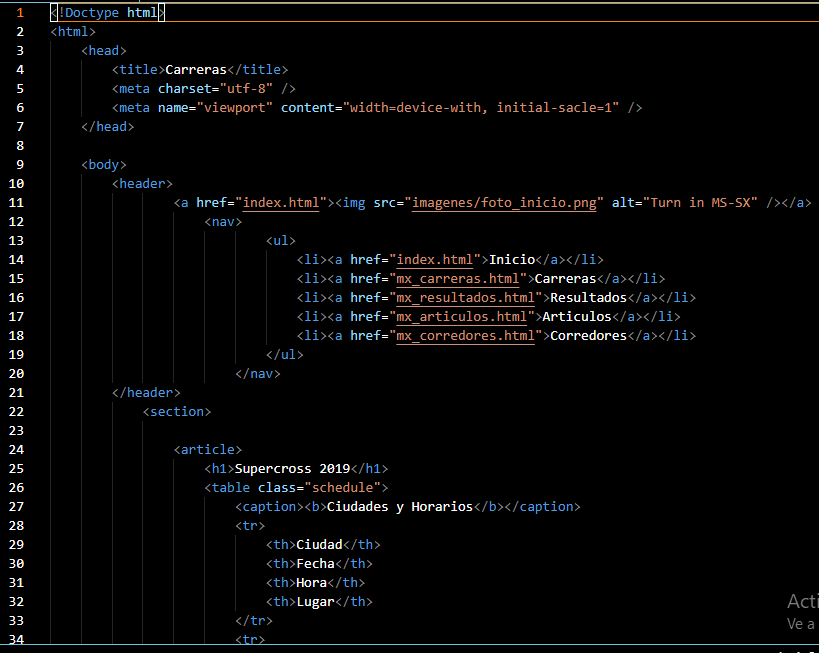 1 <!Doctype html>
2 <html>
3 <head>
4 <title>Carreras</title>
5 <meta charset="utf-8" />
6 <meta name="viewport" content="width=device-with, initial-sacle=1" />
7 </head>
8
9 <body>
10 <header>
11 <a href="index.html"><img src="imagenes/foto_inicio.png" alt="Turn in MS-SX" /></a>
12 <nav>
13 <ul>
14 <li><a href="index.html">Inicio</a></li>
15 <li><a href="mx_carreras.html">Carreras</a></li>
16 <li><a href="mx_resultados.html">Resultados</a></li>
17 <li><a href="mx_articulos.html">Articulos</a></li>
18 <li><a href="mx_corredores.html">Corredores</a></li>
19 </ul>
20 </nav>
21 </header>
22 <section>
23
24 <article>
25 <h1>Supercross 2019</h1>
26 <table class="schedule">
27 <caption><b>Ciudades y Horarios</b></caption>
28 <tr>
29 <th>Ciudad</th>
30 <th>Fecha</th>
31 <th>Hora</th>
32 <th>Lugar</th>
33 </tr>
34 <tr>
Acti
Ve a